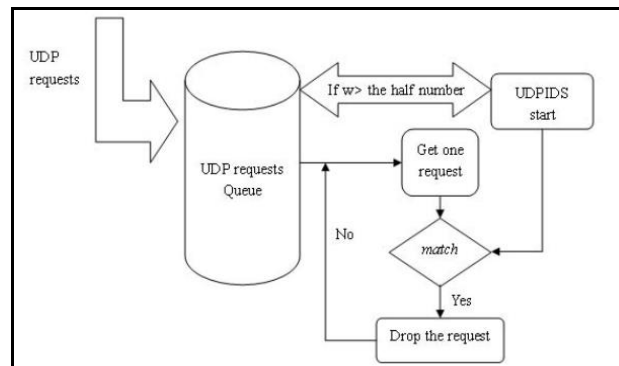 UDP
requests
If w> the half number
UDPIDS
start
UDP requests
Queue
Get one
request
match
No
Yes
Drop the request